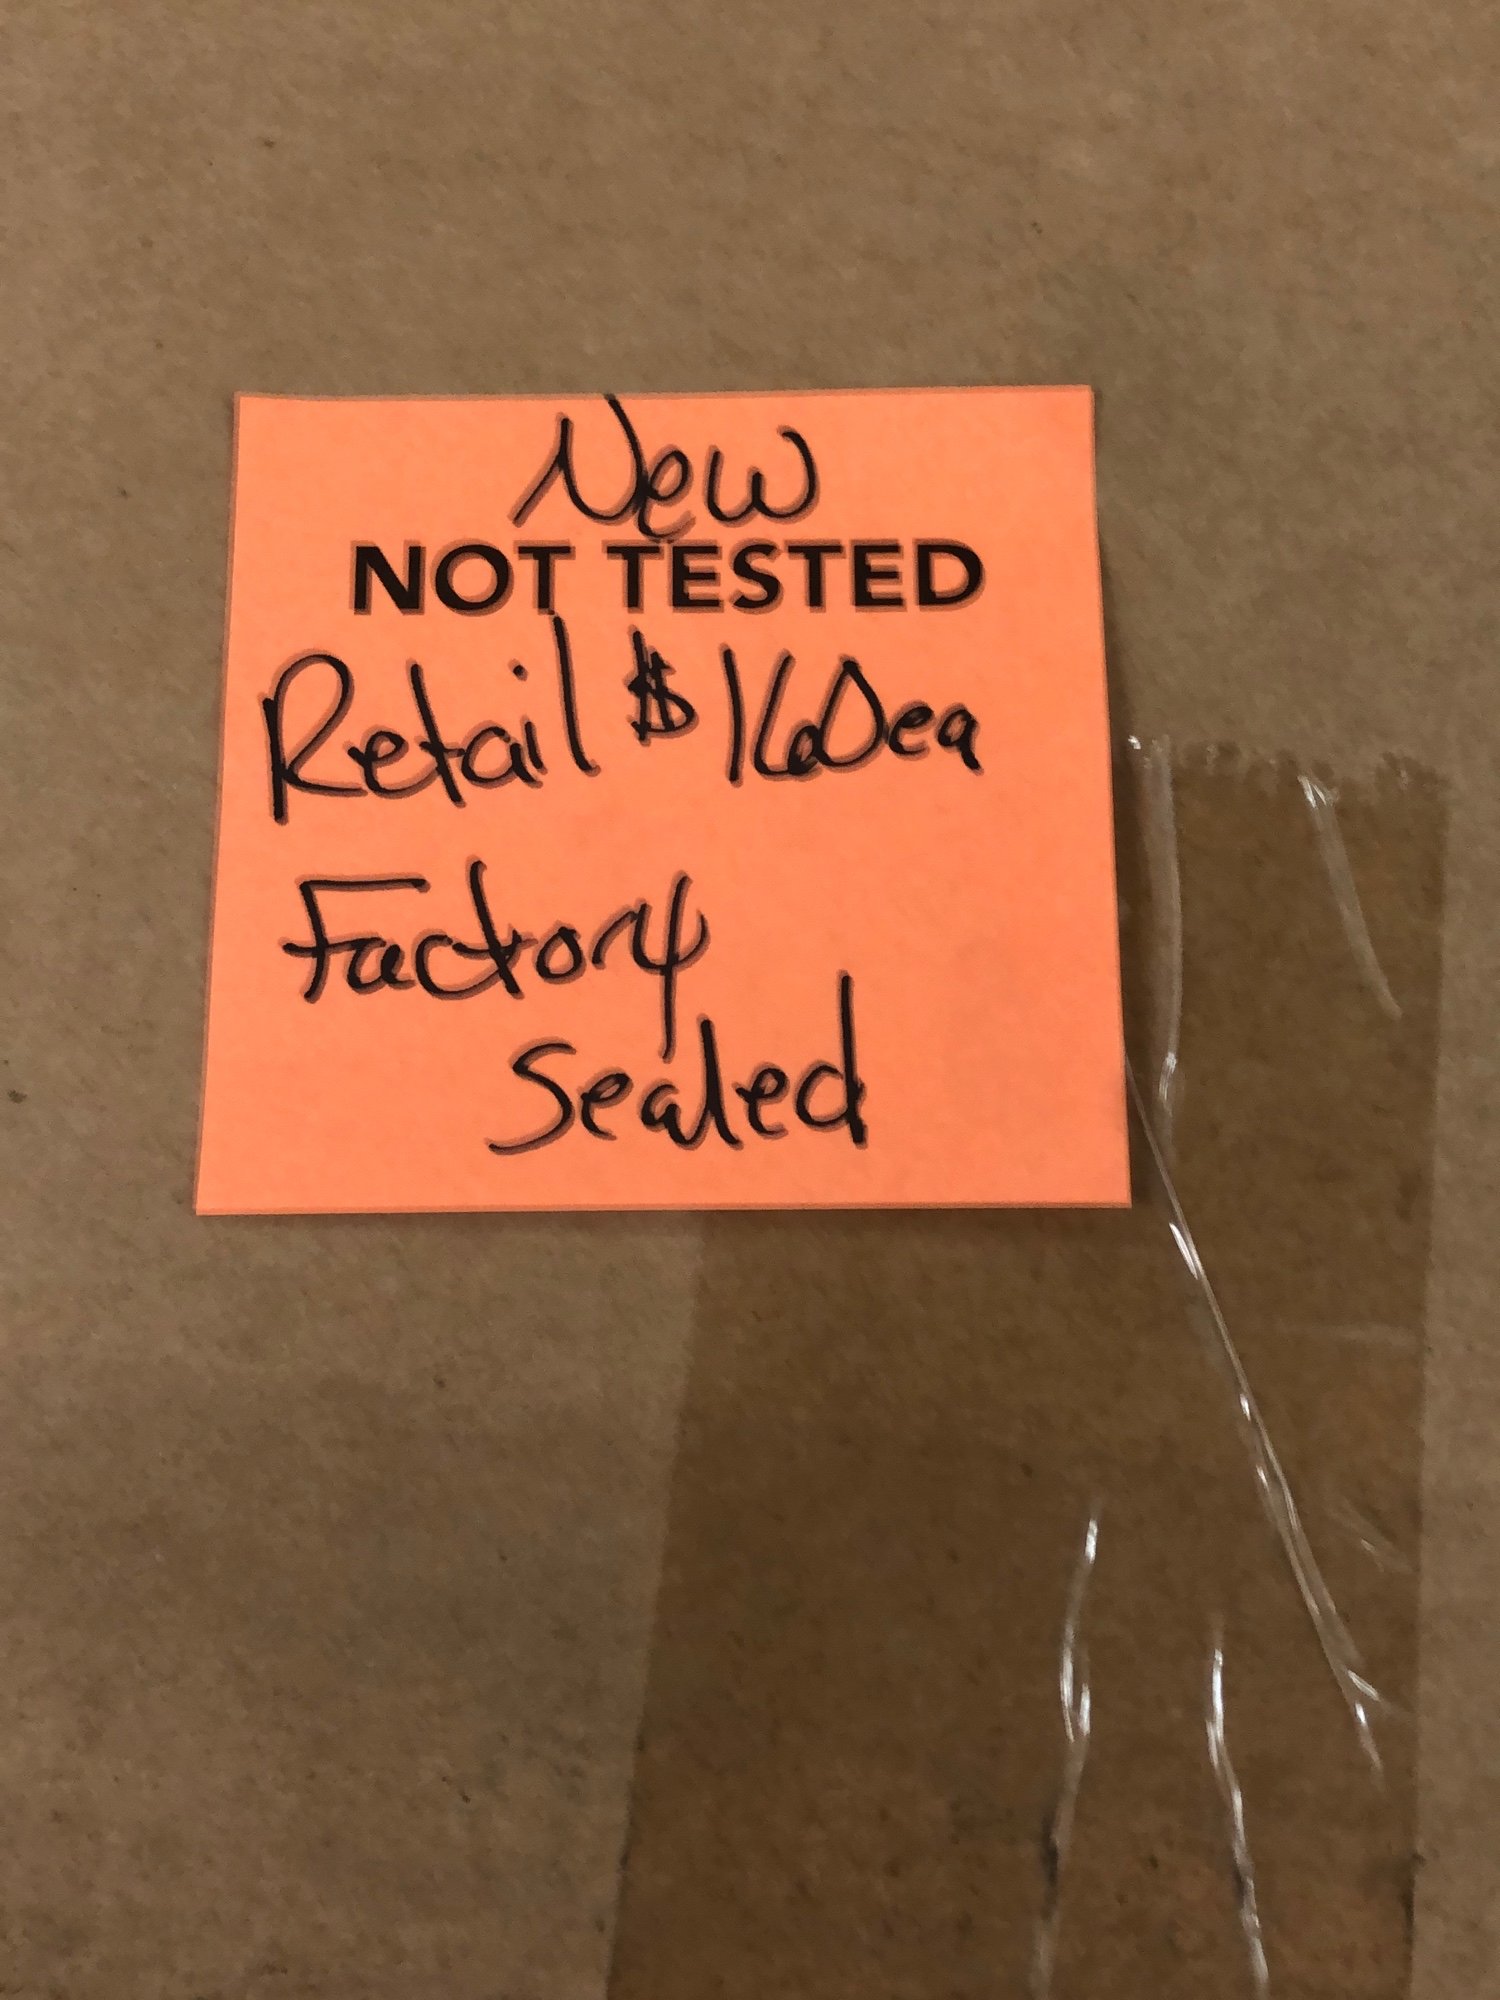 New
NOT TESTED
Retail $160ea
Factory
Sealed